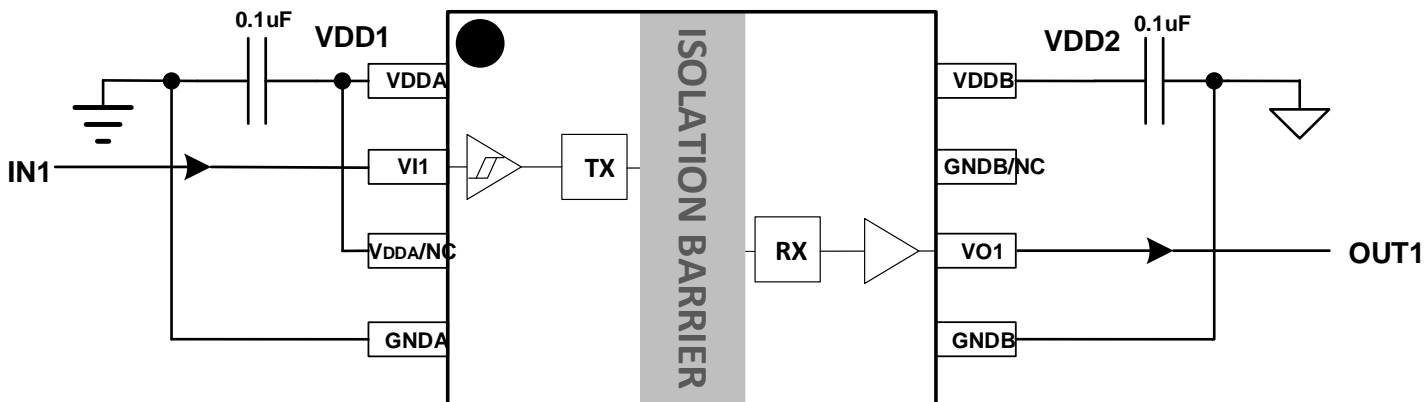 0.1uF
VDD1
VDDA
IN1
VI1
VDDA/NC
GNDA
TX
ISOLATION BARRIER
RX
VDD2
0.1uF
VDDB
GNDB/NC
VO1
OUT1
GNDB